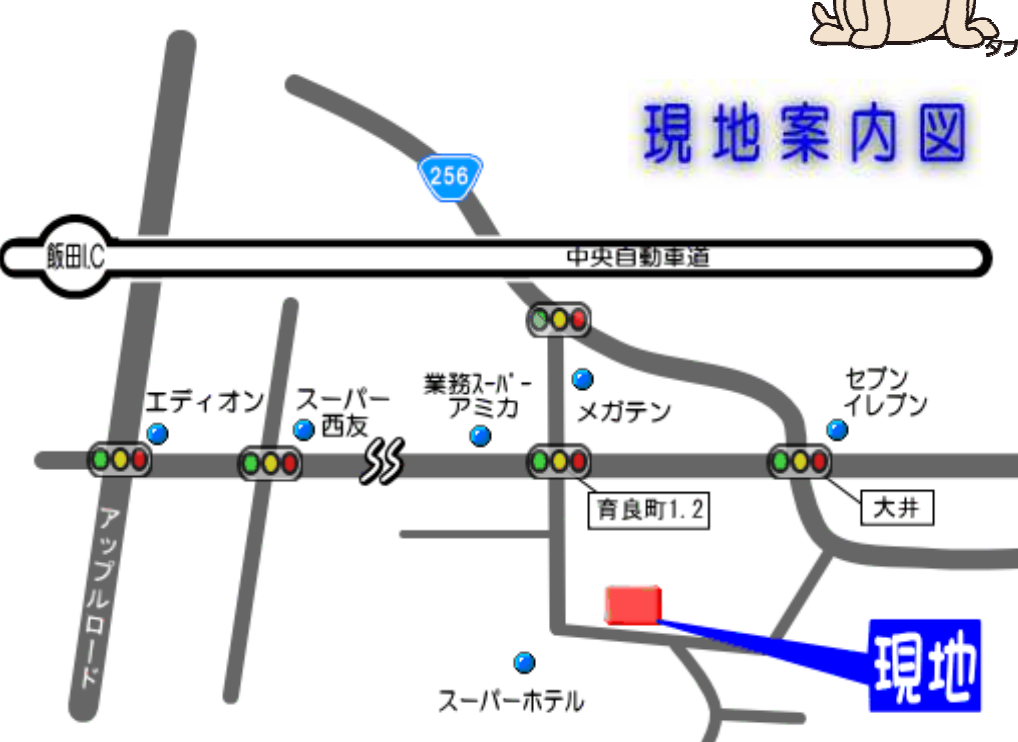 タフ
現地案内図
256
飯田I.C
中央自動車道
エディオン
スーパー
西友
業務ｽｰﾊﾟｰ
アミカ
メガテン
セブン
イレブン
育良町1.2
大井
アップルロード
スーパーホテル
現地